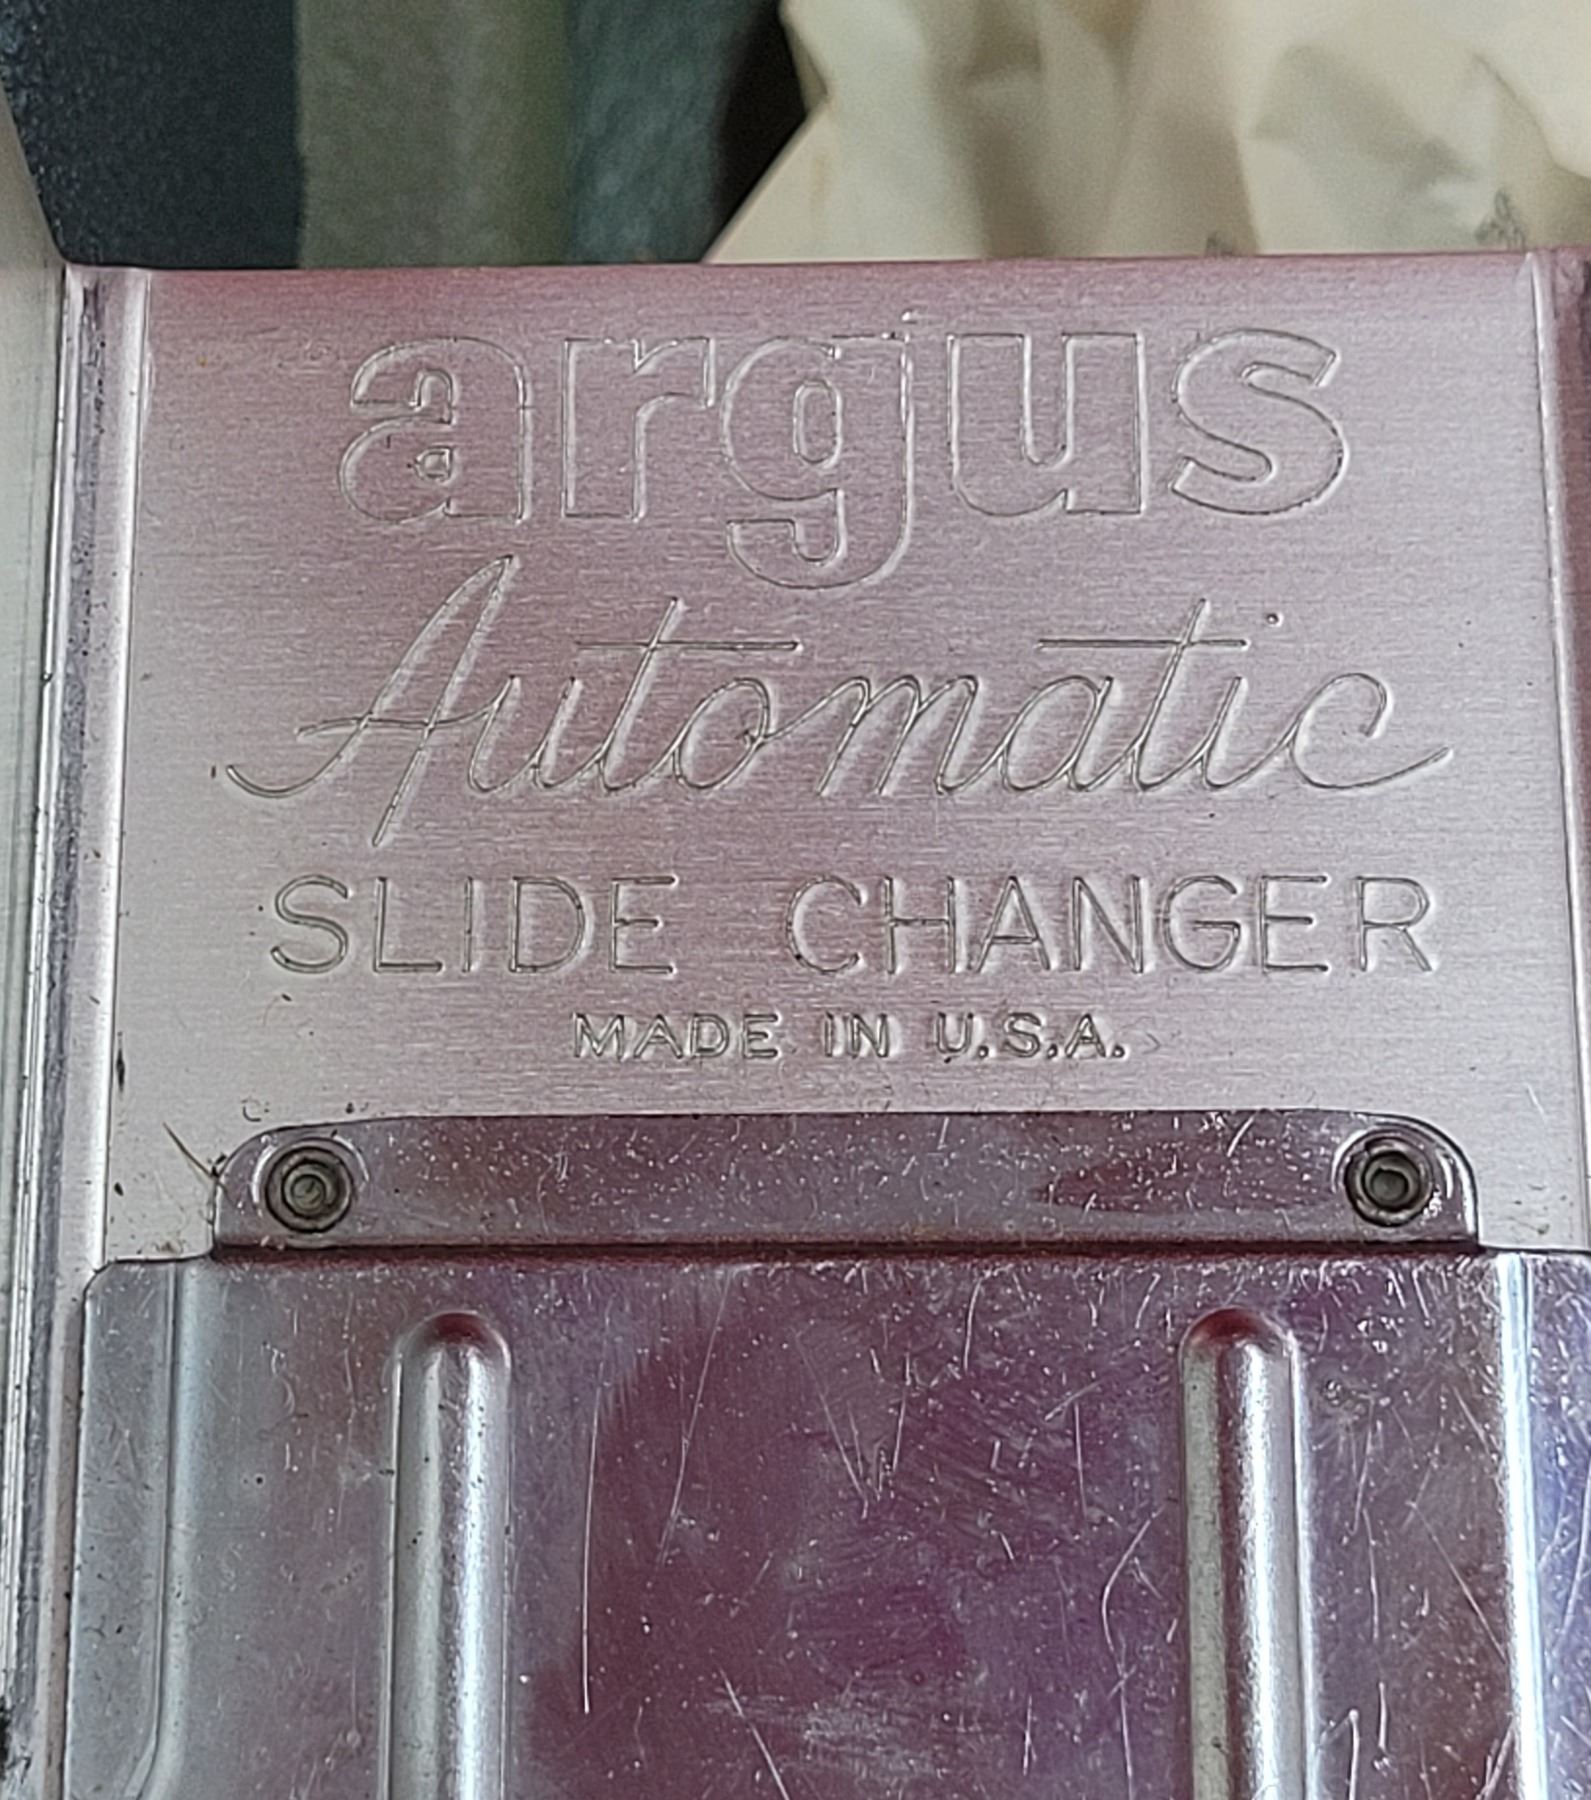 argus
Automatic
SLIDE CHANGER
MADE IN U.S.A.